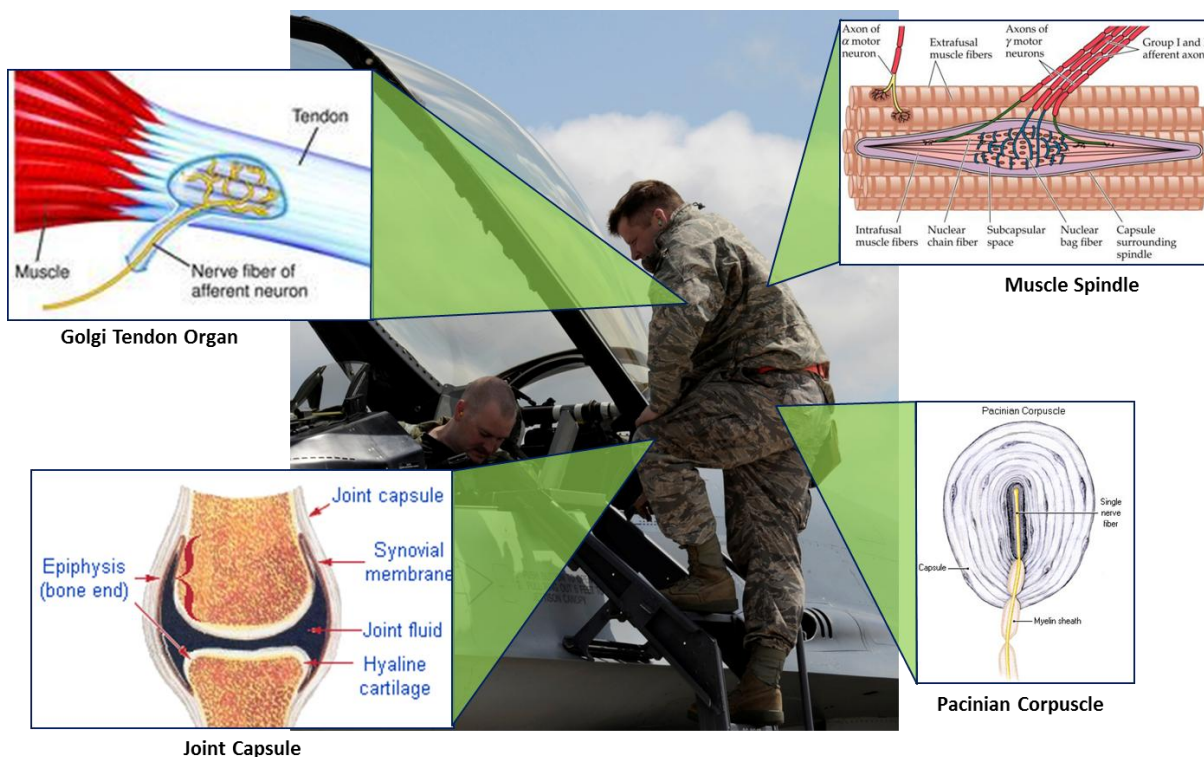 Tendon
Muscle
Nerve fiber of
afferent neuron
Golgi Tendon Organ
Axon of
α motor
neuron
Extrafusal
muscle fibers
Axons of
γ motor
neurons
Group I and II
afferent axons
Intrafusal
muscle fibers
Nuclear
chain fiber
Subcapsular
space
Nuclear
bag fiber
Capsule
surrounding
spindle
Muscle Spindle
Joint capsule
Synovial
membrane
Epiphysis
(bone end)
Joint fluid
Hyaline
cartilage
Joint Capsule
Pacinian Corpuscle
Single
nerve
fiber
Capsule
Myelin sheath
Pacinian Corpuscle